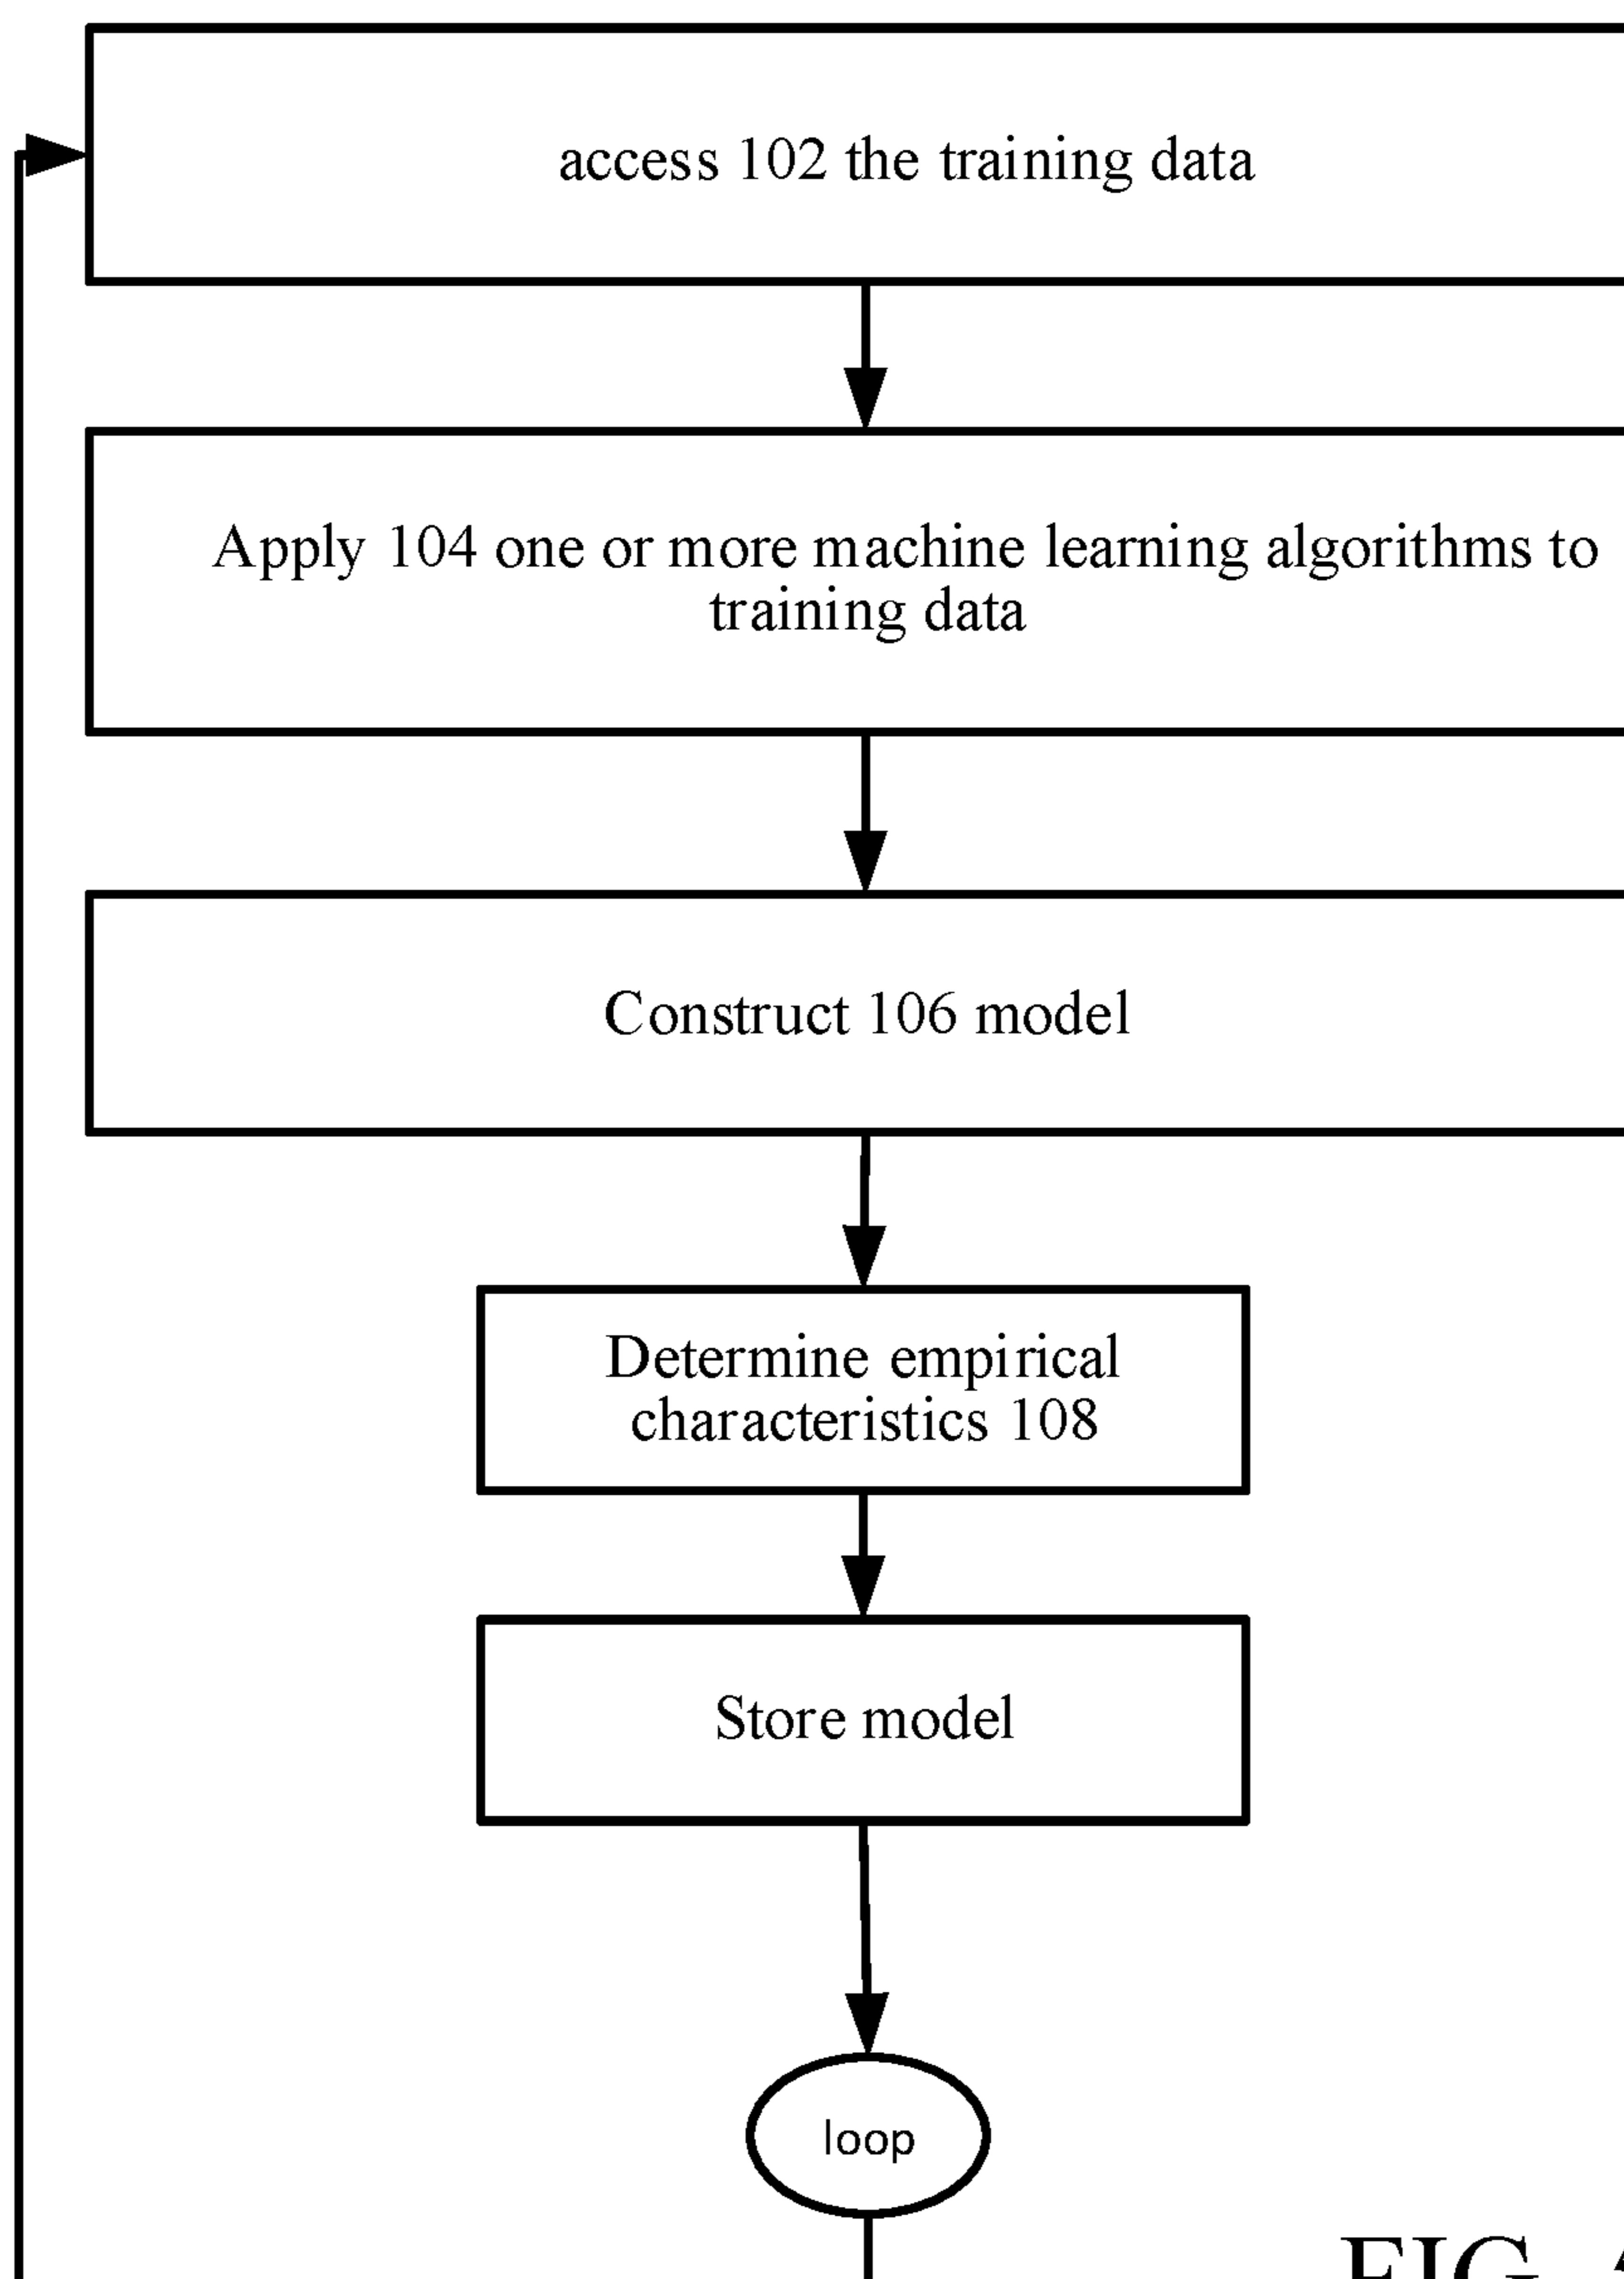 access 102 the training data
Apply 104 one or more machine learning algorithms to
training data
Construct 106 model
Determine empirical
characteristics 108
Store model
loop
FIG.